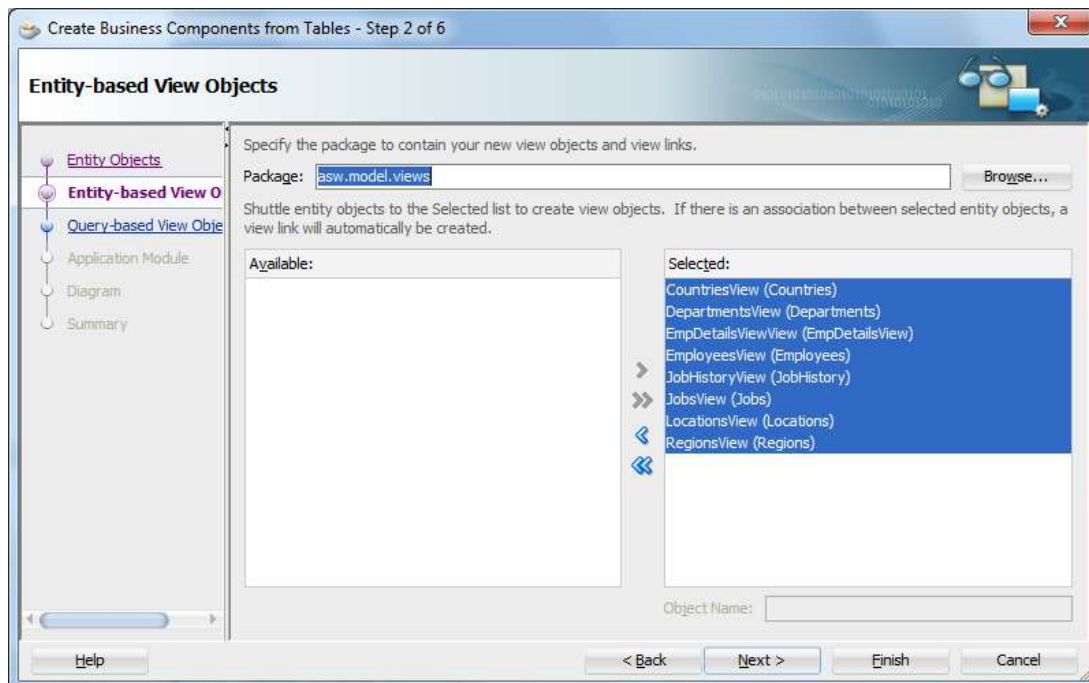 Create Business Components from Tables - Step 2 of 6
Entity-based View Objects
Entity Objects
Entity-based View O
Query-based View Obje
Application Module
Diagram
Summary
Specify the package to contain your new view objects and view links.
Package: asw.model.views Browse...
Shuttle entity objects to the Selected list to create view objects. If there is an association between selected entity objects, a
view link will automatically be created.
Available:
Selected:
CountriesView (Countries)
DepartmentsView (Departments)
EmpDetailsViewView (EmpDetailsView)
EmployeesView (Employees)
JobHistoryView (JobHistory)
JobsView (Jobs)
LocationsView (Locations)
RegionsView (Regions)
Object Name:
Help < Back Next > Finish Cancel